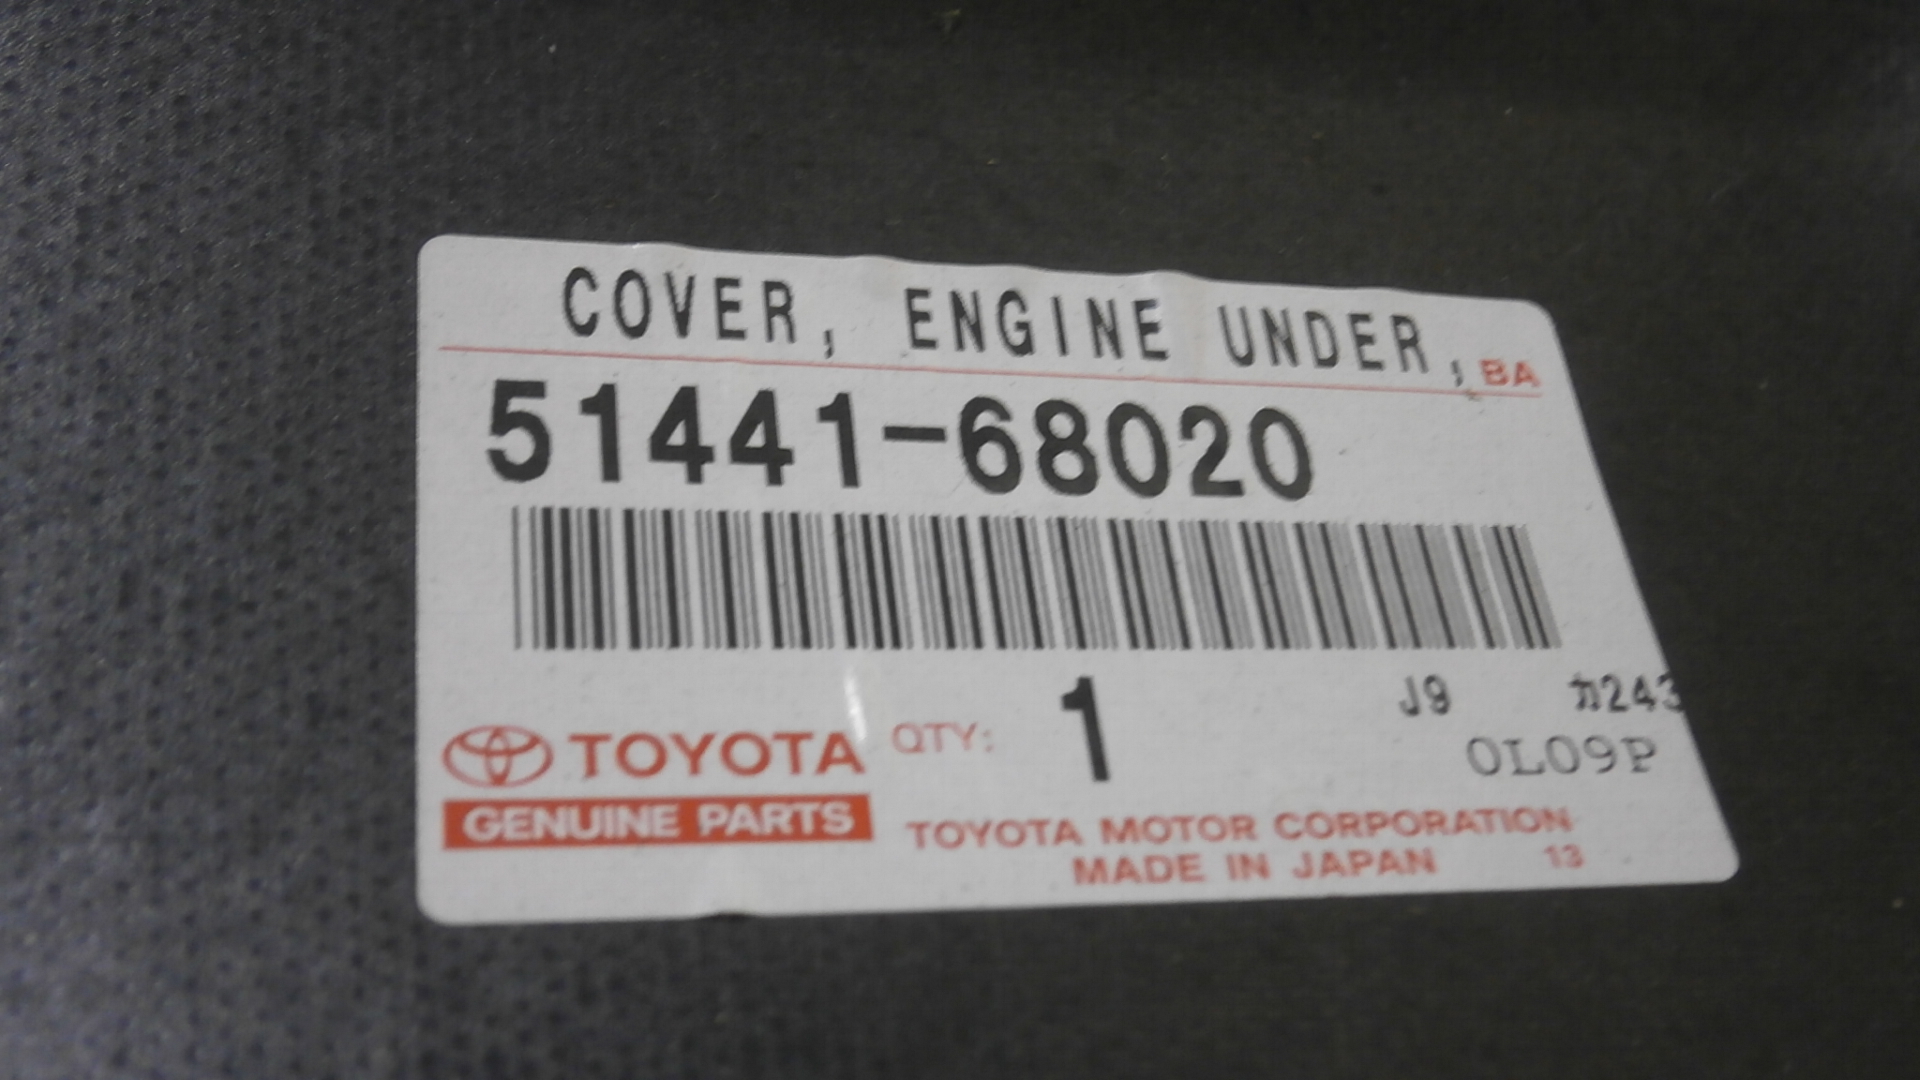 COVER, ENGINE UNDER,
BA
51441-68020
J9 カ243
TOYOTA QTY: 1
0L09P
GENUINE PARTS
TOYOTA MOTOR CORPORATION
MADE IN JAPAN 13